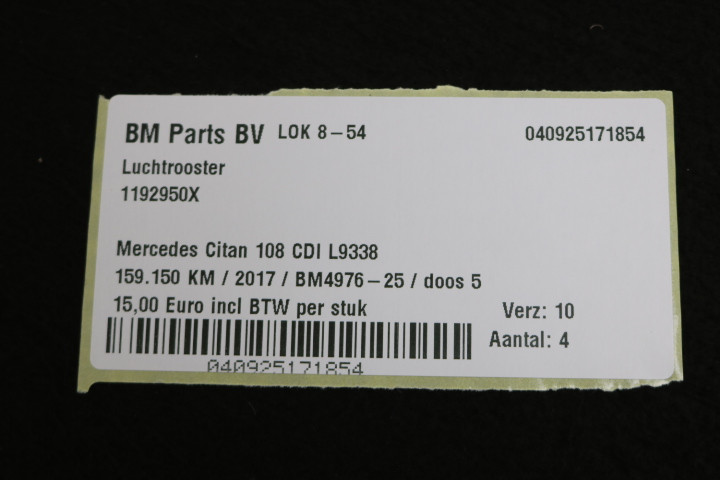 BM Parts BV LOK 8-54 040925171854
Luchtrooster
1192950X
Mercedes Citan 108 CDI L9338
159.150 KM / 2017 / BM4976-25 / doos 5
15,00 Euro incl BTW per stuk Verz: 10
Aantal: 4
040925171854